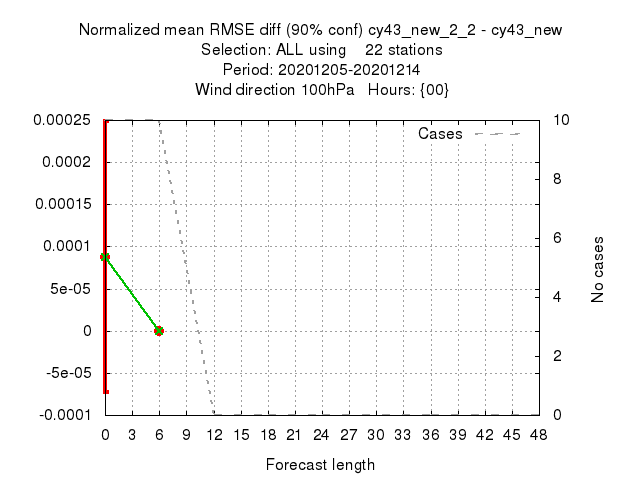 Normalized mean RMSE diff (90% conf) cy43_new_2_2 - cy43_new
Selection: ALL using 22 stations
Period: 20201205-20201214
Wind direction 100hPa Hours: {00}
Cases
0.00025
0.0002
0.00015
0.0001
5e-05
0
-5e-05
-0.0001
10
8
6
4
2
0
No cases
0 3 6 9 12 15 18 21 24 27 30 33 36 39 42 45 48
Forecast length